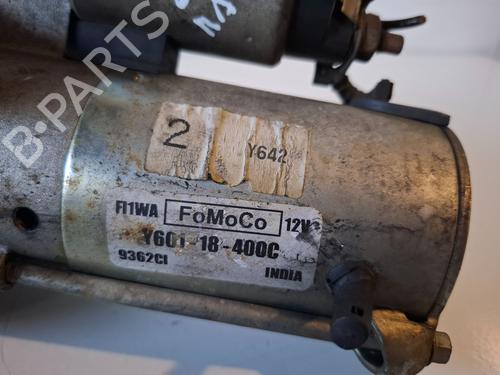 B-PARTS
2
Y642
FI1WA FoMoCo 12V
Y601-18-400C
9362CI
INDIA